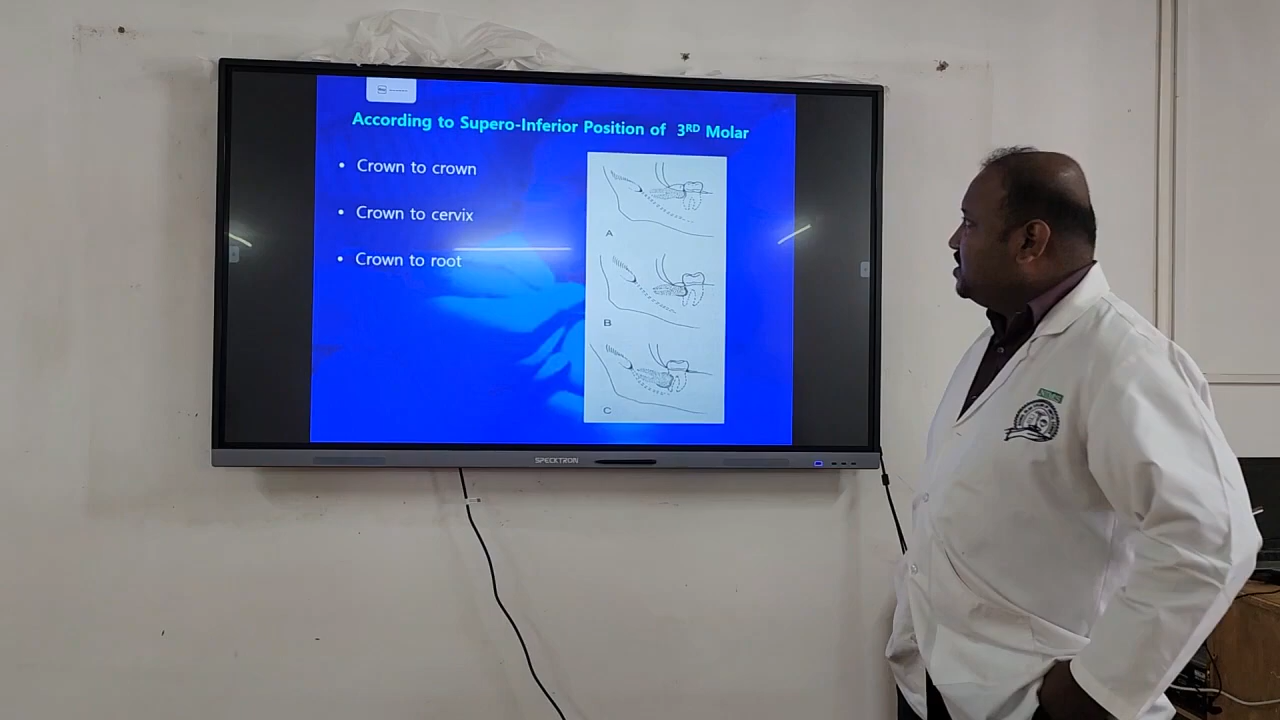 According to Supero-Inferior Position of 3RD Molar
• Crown to crown
• Crown to cervix
• Crown to root
A
B
C
SPECKTRON